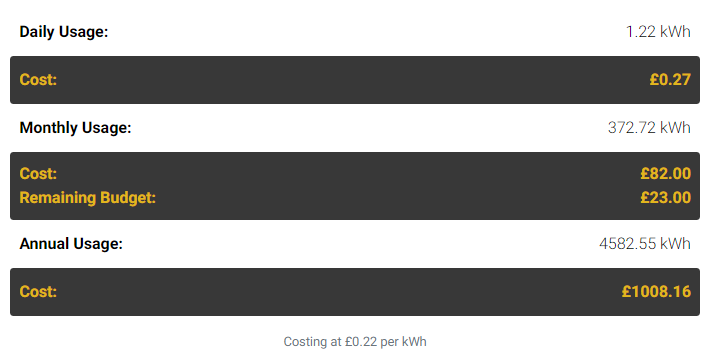 Daily Usage: 1.22 kWh
Cost: £0.27
Monthly Usage: 372.72 kWh
Cost: £82.00
Remaining Budget: £23.00
Annual Usage: 4582.55 kWh
Cost: £1008.16
Costing at £0.22 per kWh